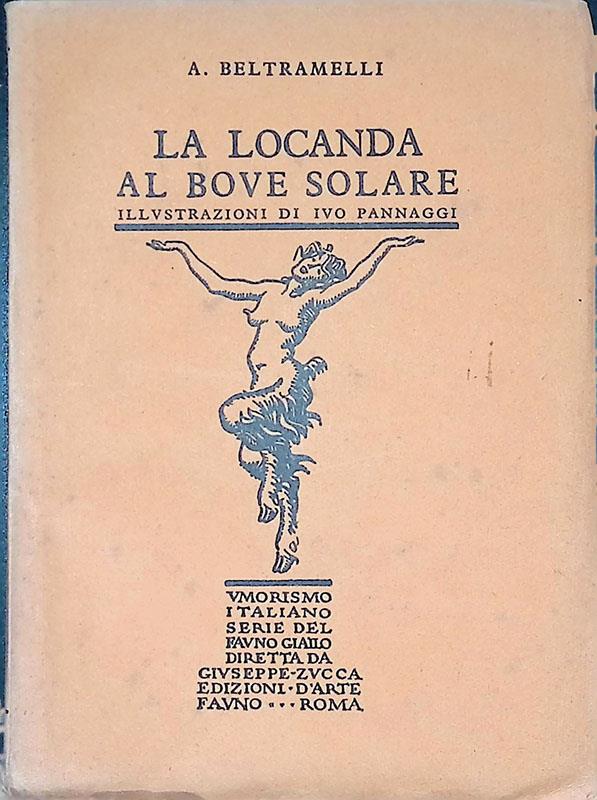 A. BELTRAMELLI
LA LOCANDA
AL BOVE SOLARE
ILLVSTRAZIONI DI IVO PANNAGGI
VMORISMO
ITALIANO
SERIE DEL
FAVNO GIALLO
DIRETTA DA
GIVSEPPE-ZVCCA
EDIZIONI · D'ARTE
FAVNO ··· ROMA